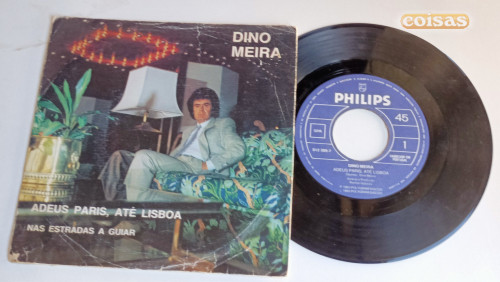 coisas
DINO
MEIRA
ADEUS PARIS, ATÉ LISBOA
NAS ESTRADAS A GUIAR
PHILIPS
45
1
DINO MEIRA
ADEUS PARIS, ATÉ LISBOA